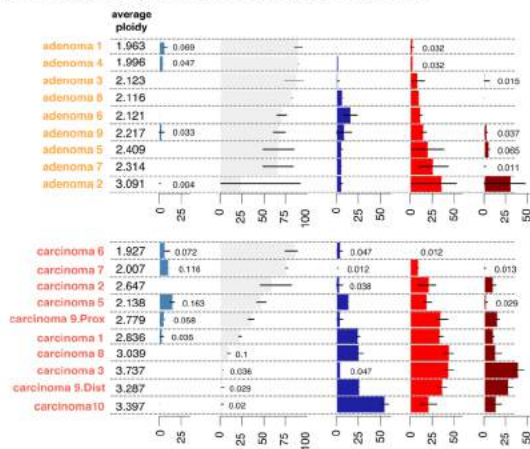 average
ploidy
adenoma 1 1.963 0.069 0.032
adenoma 4 1.996 0.047 0.032
adenoma 3 2.123 0.015
adenoma 8 2.116
adenoma 6 2.121
adenoma 9 2.217 0.033 0.037
adenoma 5 2.409 0.065
adenoma 7 2.314 0.011
adenoma 2 3.091 0.004
0 25 0 25 50 75 100 0 25 50 0 25 50 0 25 50
carcinoma 6 1.927 0.072 0.047 0.012
carcinoma 7 2.007 0.116 0.012 0.013
carcinoma 2 2.647 0.038
carcinoma 5 2.138 0.163 0.029
carcinoma 9.Prox 2.779 0.058
carcinoma 1 2.836 0.035
carcinoma 8 3.039 0.1
carcinoma 3 3.737 0.036 0.047
carcinoma 9.Dist 3.287 0.029
carcinoma10 3.397 0.02
0 25 0 25 50 75 100 0 25 50 0 25 50 0 25 50